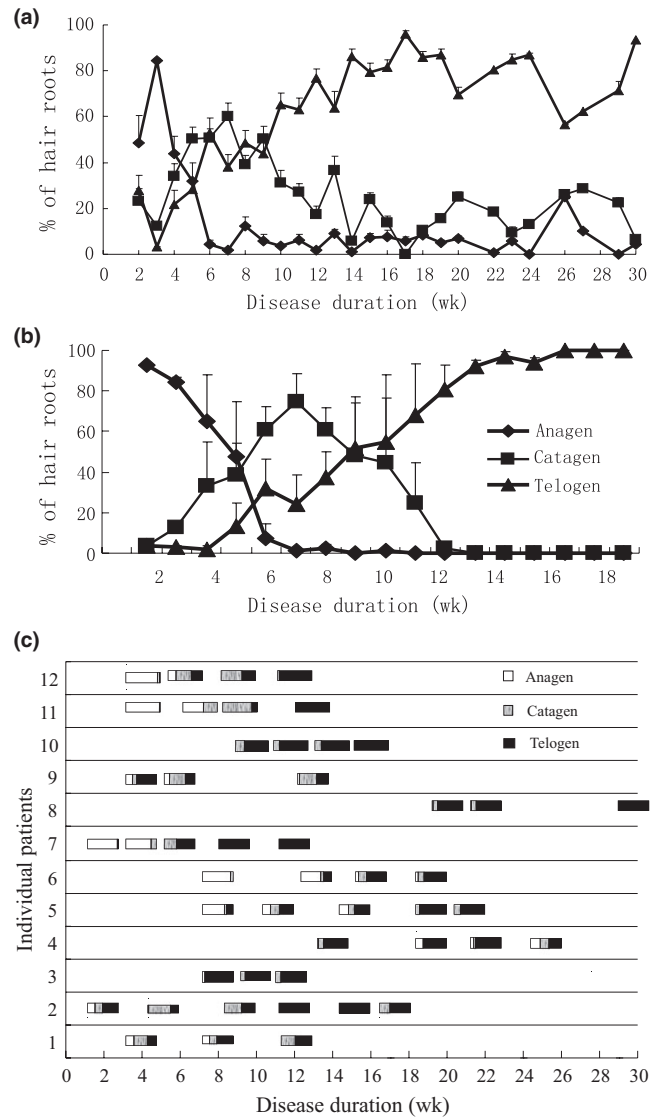 (a)
100
80
60
40
20
0
% of hair roots
0 2 4 6 8 10 12 14 16 18 20 22 24 26 28 30
Disease duration (wk)
(b)
100
80
60
40
20
0
% of hair roots
Anagen
Catagen
Telogen
2 4 6 8 10 12 14 16 18
Disease duration (wk)
(c)
Individual patients
12
11
10
9
8
7
6
5
4
3
2
1
Anagen
Catagen
Telogen
0 2 4 6 8 10 12 14 16 18 20 22 24 26 28 30
Disease duration (wk)